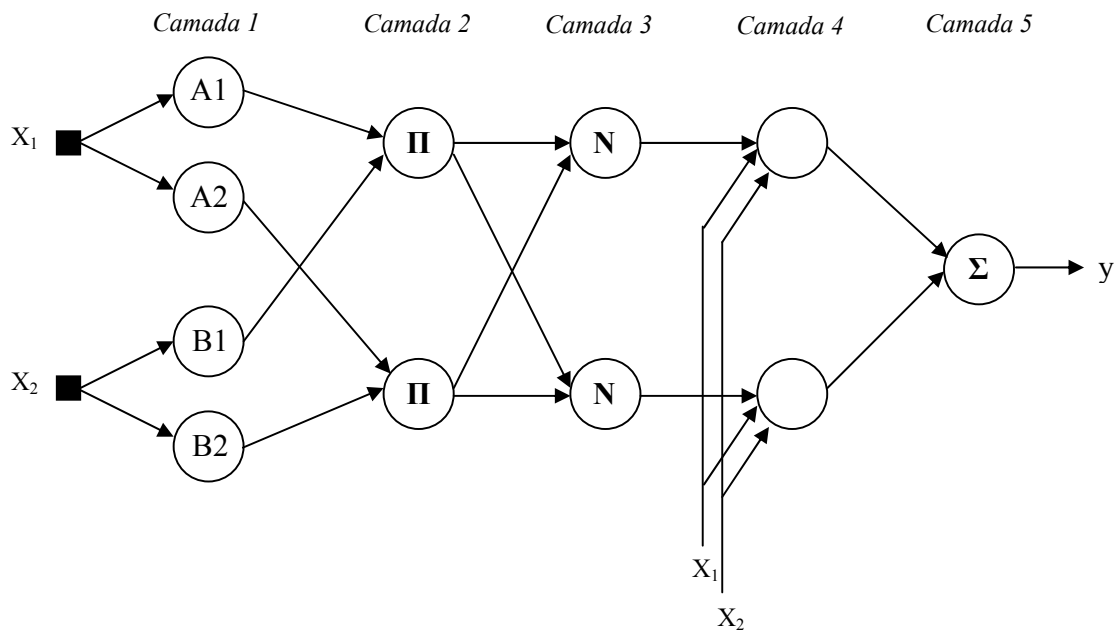 Camada 1 Camada 2 Camada 3 Camada 4 Camada 5
A1
X₁ Π N
A2
Σ y
B1
X₂ Π N
B2
X₁
X₂